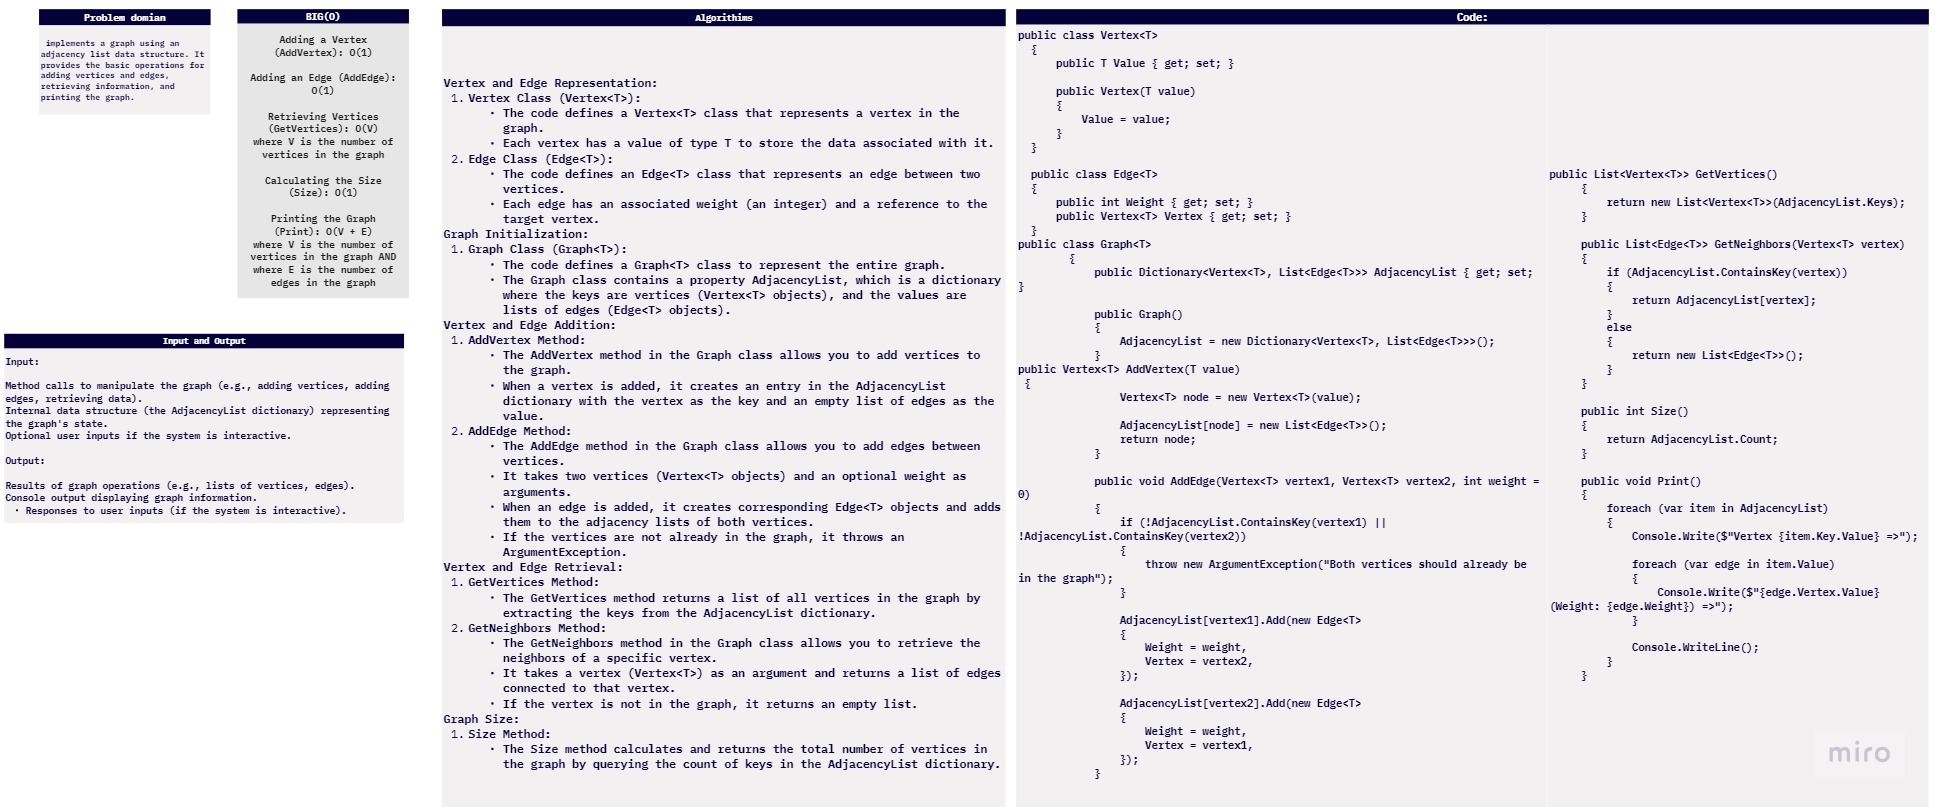 Problem domian
implements a graph using an
adjacency list data structure. It
provides the basic operations for
adding vertices and edges,
retrieving information, and
printing the graph.
BIG(O)
Adding a Vertex
(AddVertex): O(1)
Adding an Edge (AddEdge):
O(1)
Retrieving Vertices
(GetVertices): O(V)
where V is the number of
vertices in the graph
Calculating the Size
(Size): O(1)
Printing the Graph
(Print): O(V + E)
where V is the number of
vertices in the graph AND
where E is the number of
edges in the graph
Input and Output
Input:
Method calls to manipulate the graph (e.g., adding vertices, adding
edges, retrieving data).
Internal data structure (the AdjacencyList dictionary) representing
the graph's state.
Optional user inputs if the system is interactive.
Output:
Results of graph operations (e.g., lists of vertices, edges).
Console output displaying graph information.
• Responses to user inputs (if the system is interactive).
Algorithims
Vertex and Edge Representation:
1. Vertex Class (Vertex<T>):
• The code defines a Vertex<T> class that represents a vertex in the
graph.
• Each vertex has a value of type T to store the data associated with it.
2. Edge Class (Edge<T>):
• The code defines an Edge<T> class that represents an edge between two
vertices.
• Each edge has an associated weight (an integer) and a reference to the
target vertex.
Graph Initialization:
1. Graph Class (Graph<T>):
• The code defines a Graph<T> class to represent the entire graph.
• The Graph class contains a property AdjacencyList, which is a dictionary
where the keys are vertices (Vertex<T> objects), and the values are
lists of edges (Edge<T> objects).
Vertex and Edge Addition:
1. AddVertex Method:
• The AddVertex method in the Graph class allows you to add vertices to
the graph.
• When a vertex is added, it creates an entry in the AdjacencyList
dictionary with the vertex as the key and an empty list of edges as the
value.
2. AddEdge Method:
• The AddEdge method in the Graph class allows you to add edges between
vertices.
• It takes two vertices (Vertex<T> objects) and an optional weight as
arguments.
• When an edge is added, it creates corresponding Edge<T> objects and adds
them to the adjacency lists of both vertices.
• If the vertices are not already in the graph, it throws an
ArgumentException.
Vertex and Edge Retrieval:
1. GetVertices Method:
• The GetVertices method returns a list of all vertices in the graph by
extracting the keys from the AdjacencyList dictionary.
2. GetNeighbors Method:
• The GetNeighbors method in the Graph class allows you to retrieve the
neighbors of a specific vertex.
• It takes a vertex (Vertex<T>) as an argument and returns a list of edges
connected to that vertex.
• If the vertex is not in the graph, it returns an empty list.
Graph Size:
1. Size Method:
• The Size method calculates and returns the total number of vertices in
the graph by querying the count of keys in the AdjacencyList dictionary.
Code:
public class Vertex<T>
{
public T Value { get; set; }
public Vertex(T value)
{
Value = value;
}
}
public class Edge<T>
{
public int Weight { get; set; }
public Vertex<T> Vertex { get; set; }
}
public class Graph<T>
{
public Dictionary<Vertex<T>, List<Edge<T>>> AdjacencyList { get; set;
}
public Graph()
{
AdjacencyList = new Dictionary<Vertex<T>, List<Edge<T>>>();
}
public Vertex<T> AddVertex(T value)
{
Vertex<T> node = new Vertex<T>(value);
AdjacencyList[node] = new List<Edge<T>>();
return node;
}
public void AddEdge(Vertex<T> vertex1, Vertex<T> vertex2, int weight =
0)
{
if (!AdjacencyList.ContainsKey(vertex1) ||
!AdjacencyList.ContainsKey(vertex2))
{
throw new ArgumentException("Both vertices should already be
in the graph");
}
AdjacencyList[vertex1].Add(new Edge<T>
{
Weight = weight,
Vertex = vertex2,
});
AdjacencyList[vertex2].Add(new Edge<T>
{
Weight = weight,
Vertex = vertex1,
});
}
public List<Vertex<T>> GetVertices()
{
return new List<Vertex<T>>(AdjacencyList.Keys);
}
public List<Edge<T>> GetNeighbors(Vertex<T> vertex)
{
if (AdjacencyList.ContainsKey(vertex))
{
return AdjacencyList[vertex];
}
else
{
return new List<Edge<T>>();
}
}
public int Size()
{
return AdjacencyList.Count;
}
public void Print()
{
foreach (var item in AdjacencyList)
{
Console.Write($"Vertex {item.Key.Value} =>");
foreach (var edge in item.Value)
{
Console.Write($"{edge.Vertex.Value}
(Weight: {edge.Weight}) =>");
}
Console.WriteLine();
}
}
miro